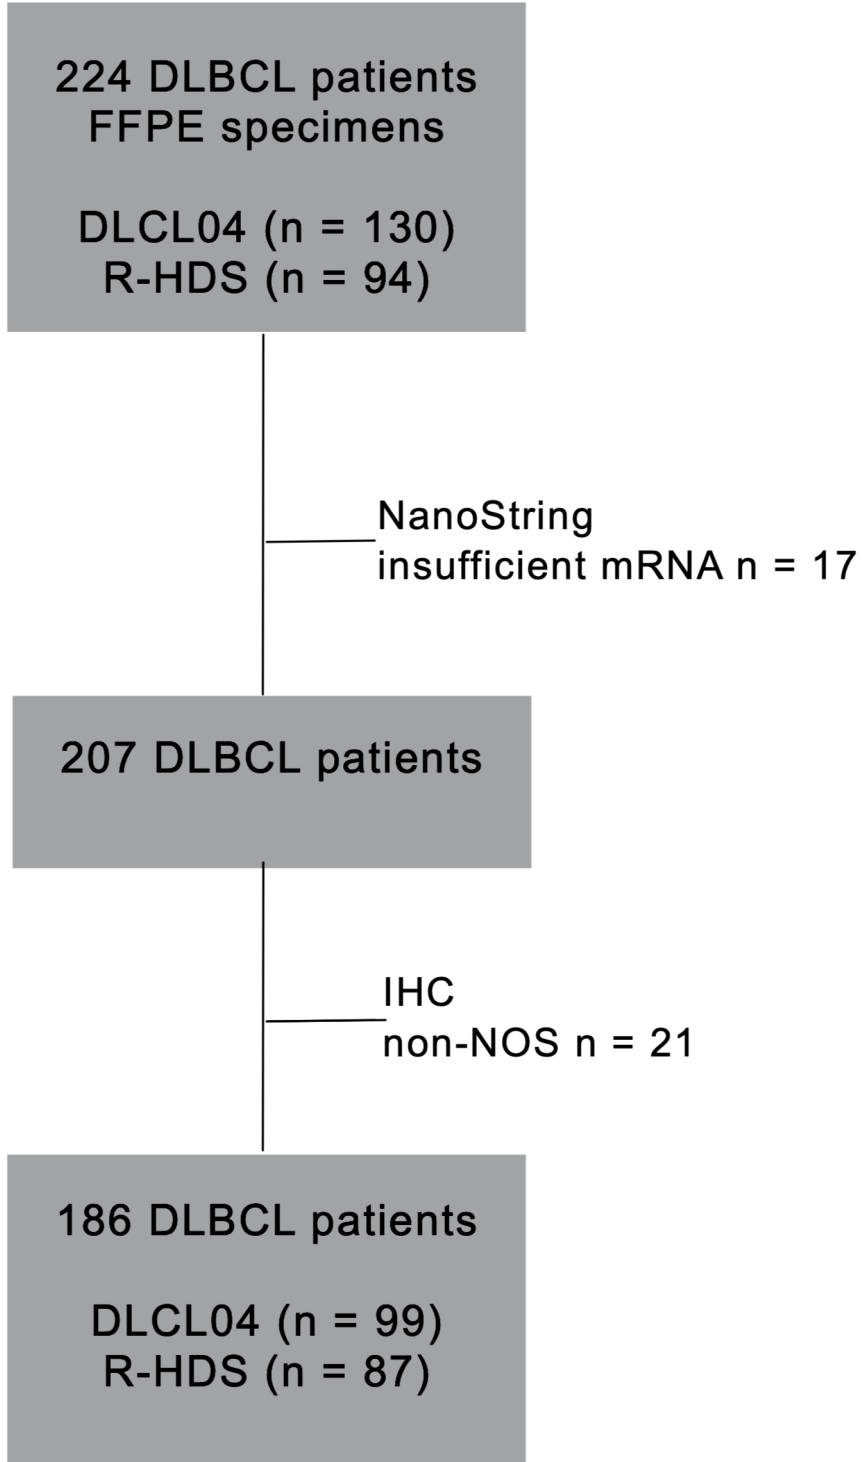 224 DLBCL patients
FFPE specimens
DLCL04 (n = 130)
R-HDS (n = 94)
NanoString
insufficient mRNA n = 17
207 DLBCL patients
IHC
non-NOS n = 21
186 DLBCL patients
DLCL04 (n = 99)
R-HDS (n = 87)